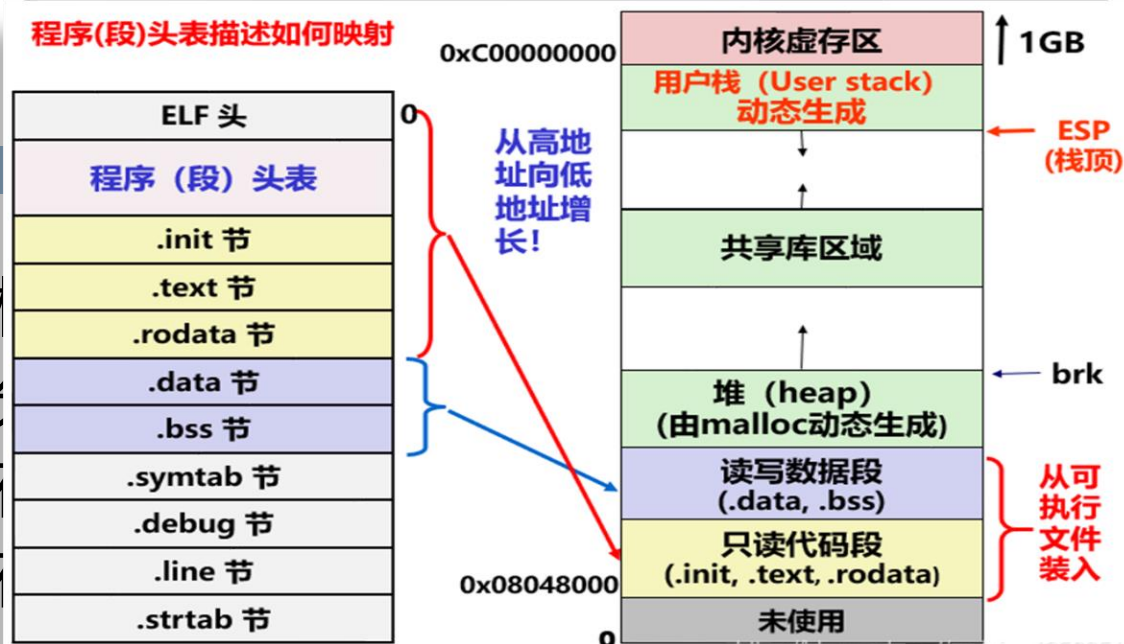 程序(段)头表描述如何映射
ELF 头
程序（段）头表
.init 节
.text 节
.rodata 节
.data 节
.bss 节
.symtab 节
.debug 节
.line 节
.strtab 节
0
从高地
址向低
地址增
长!
0xC00000000
内核虚存区
1GB
用户栈（User stack）
动态生成
ESP
(栈顶)
共享库区域
brk
堆（heap）
(由malloc动态生成)
读写数据段
(.data, .bss)
只读代码段
(.init, .text, .rodata)
0x08048000
未使用
0
从可
执行
文件
装入